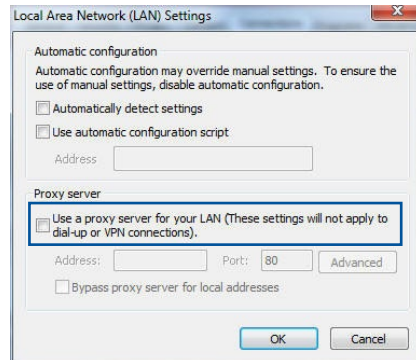 Local Area Network (LAN) Settings
Automatic configuration
Automatic configuration may override manual settings. To ensure the
use of manual settings, disable automatic configuration.
Automatically detect settings
Use automatic configuration script
Address
Proxy server
Use a proxy server for your LAN (These settings will not apply to
dial-up or VPN connections).
Address: Port: 80 Advanced
Bypass proxy server for local addresses
OK Cancel